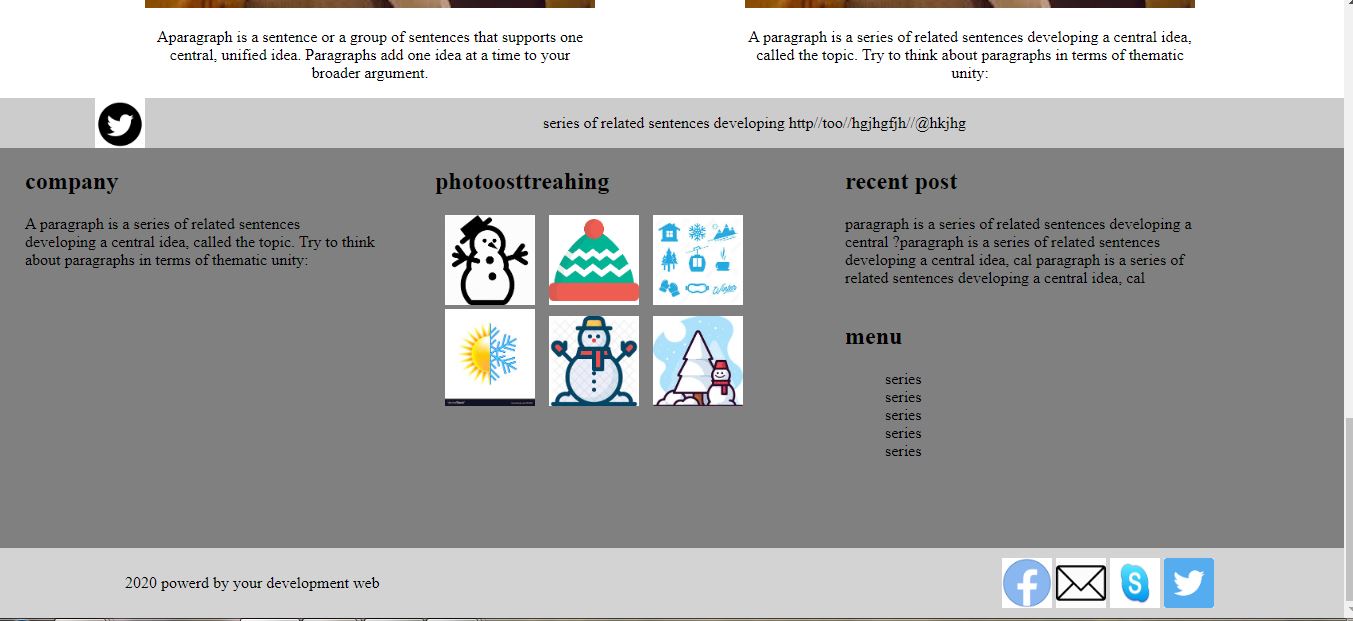 Aparagraph is a sentence or a group of sentences that supports one
central, unified idea. Paragraphs add one idea at a time to your
broader argument.
A paragraph is a series of related sentences developing a central idea,
called the topic. Try to think about paragraphs in terms of thematic
unity:
series of related sentences developing http//too//hgjhgfjh//@hkjhg
company
A paragraph is a series of related sentences
developing a central idea, called the topic. Try to think
about paragraphs in terms of thematic unity:
photoosttreahing
Winter
recent post
paragraph is a series of related sentences developing a
central ?paragraph is a series of related sentences
developing a central idea, cal paragraph is a series of
related sentences developing a central idea, cal
menu
series
series
series
series
series
2020 powerd by your development web